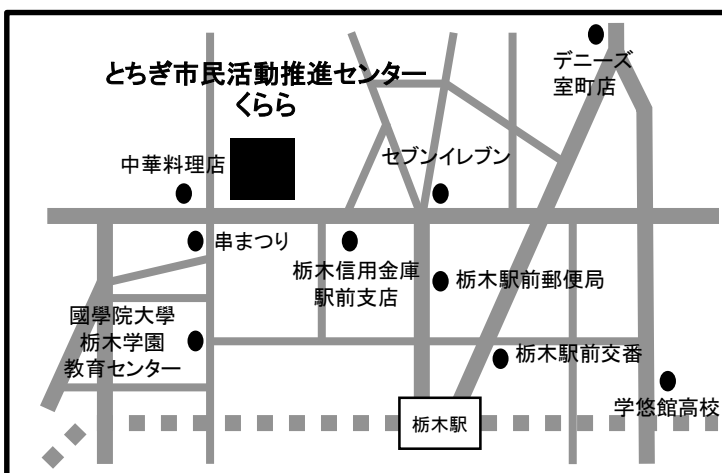 デニーズ
室町店
とちぎ市民活動推進センター
くらら
中華料理店
セブンイレブン
串まつり
栃木信用金庫
駅前支店
栃木駅前郵便局
國學院大學
栃木学園
教育センター
栃木駅前交番
学悠館高校
栃木駅